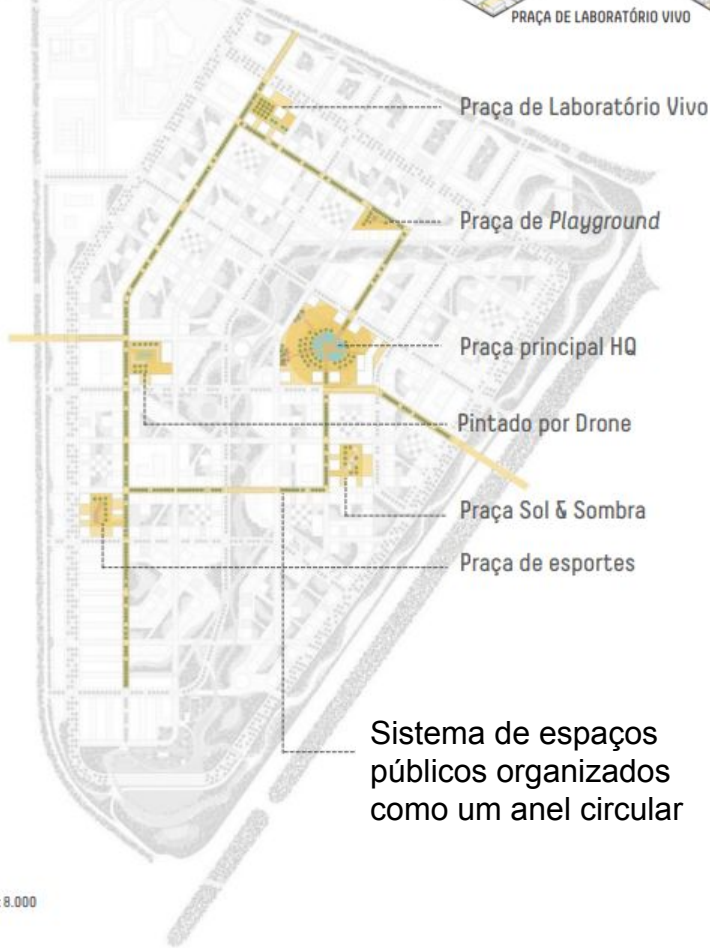 PRAÇA DE LABORATÓRIO VIVO
Praça de Laboratório Vivo
Praça de Playground
Praça principal HQ
Pintado por Drone
Praça Sol & Sombra
Praça de esportes
Sistema de espaços
públicos organizados
como um anel circular
8.000